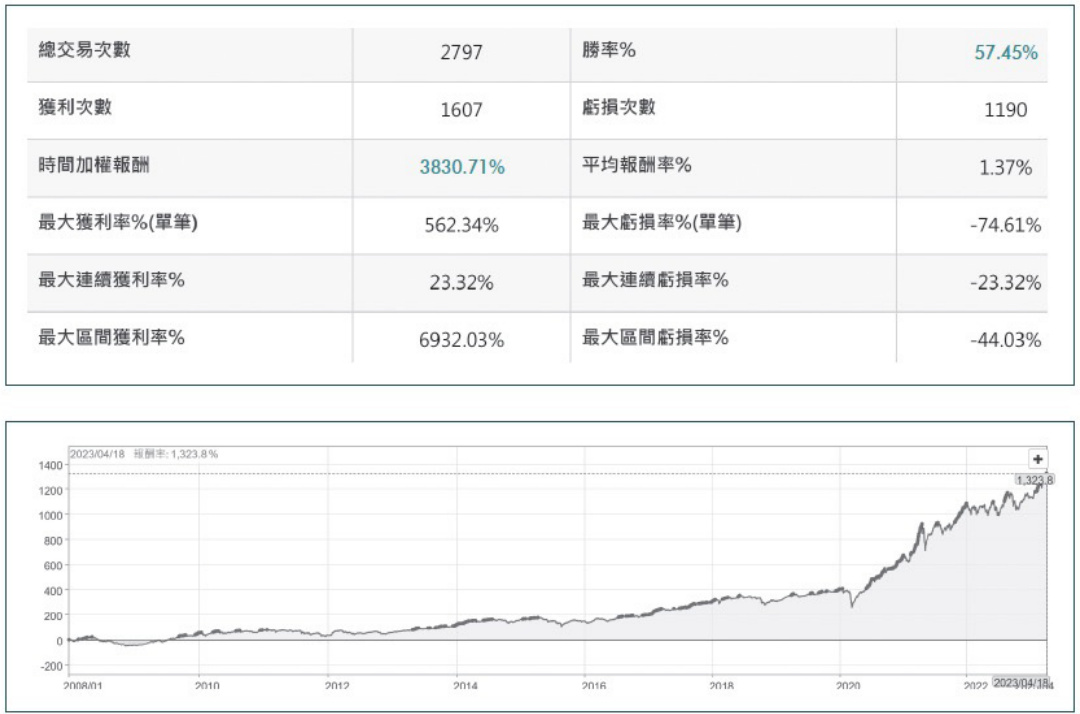 總交易次數 2797 勝率% 57.45%
獲利次數 1607 虧損次數 1190
時間加權報酬 3830.71% 平均報酬率% 1.37%
最大獲利率%(單筆) 562.34% 最大虧損率%(單筆) -74.61%
最大連續獲利率% 23.32% 最大連續虧損率% -23.32%
最大區間獲利率% 6932.03% 最大區間虧損率% -44.03%
2023/04/18 報酬率: 1,323.8%
+
1400
1,323.8
1200
1000
800
600
400
200
0
-200
2008/01 2010 2012 2014 2016 2018 2020 2022 2023/04/18